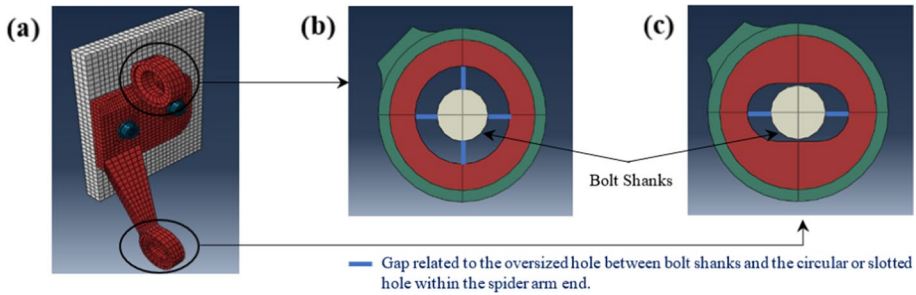 (a)
(b)
(c)
Bolt Shanks
Gap related to the oversized hole between bolt shanks and the circular or slotted
hole within the spider arm end.